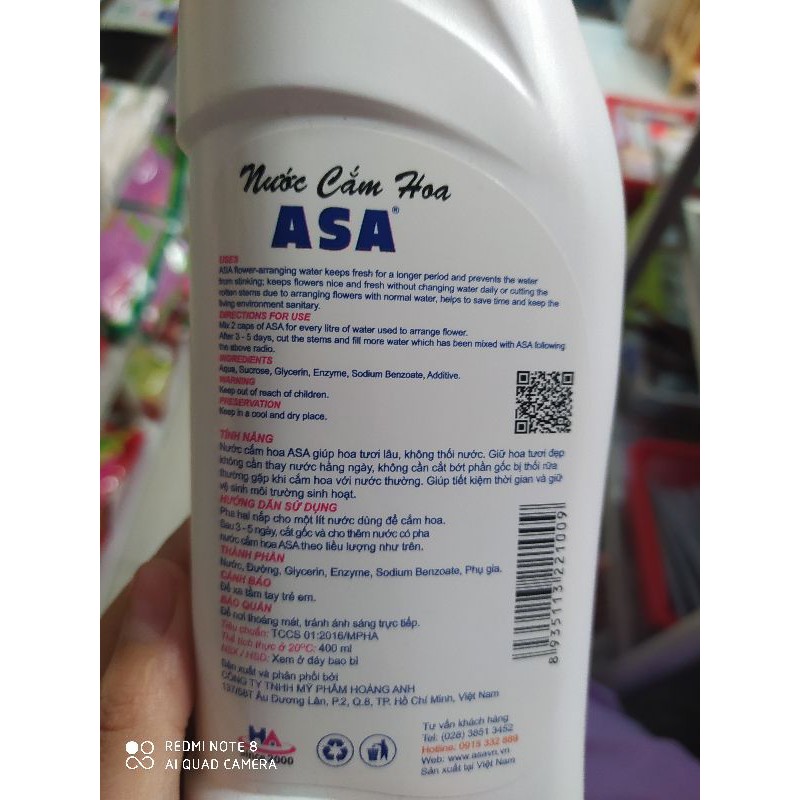 Nước Cắm Hoa
ASA®
USES
ASA flower-arranging water keeps fresh for a longer period and prevents the water
from stinking; keeps flowers nice and fresh without changing water daily or cutting the
rotten stems due to arranging flowers with normal water, helps to save time and keep the
living environment sanitary.
DIRECTIONS FOR USE
Mix 2 caps of ASA for every litre of water used to arrange flower.
After 3 - 5 days, cut the stems and fill more water which has been mixed with ASA following
the above radio.
INGREDIENTS
Aqua, Sucrose, Glycerin, Enzyme, Sodium Benzoate, Additive.
WARNING
Keep out of reach of children.
PRESERVATION
Keep in a cool and dry place.
TÍNH NĂNG
Nước cắm hoa ASA giúp hoa tươi lâu, không thối nước. Giữ hoa tươi đẹp
không cần thay nước hằng ngày, không cần cắt bớt phần gốc bị thối rữa
thường gặp khi cắm hoa với nước thường. Giúp tiết kiệm thời gian và giữ
vệ sinh môi trường sinh hoạt.
HƯỚNG DẪN SỬ DỤNG
Pha hai nắp cho một lít nước dùng để cắm hoa.
Sau 3 - 5 ngày, cắt gốc và cho thêm nước có pha
nước cắm hoa ASA theo liều lượng như trên.
THÀNH PHẦN
Nước, Đường, Glycerin, Enzyme, Sodium Benzoate, Phụ gia.
CẢNH BÁO
Để xa tầm tay trẻ em.
BẢO QUẢN
Để nơi thoáng mát, tránh ánh sáng trực tiếp.
Tiêu chuẩn: TCCS 01:2016/MPHA
Thể tích thực ở 20°C: 400 ml
NSX / HSD: Xem ở đáy bao bì
Sản xuất và phân phối bởi
CÔNG TY TNHH MỸ PHẨM HOÀNG ANH
137/58T Âu Dương Lân, P.2, Q.8, TP. Hồ Chí Minh, Việt Nam
8 935113 221009
HA
2000
Tư vấn khách hàng
Tel: (028) 3851 3452
Hotline: 0918 332 889
Web: www.asavn.vn
Sản xuất tại Việt Nam
REDMI NOTE 8
AI QUAD CAMERA